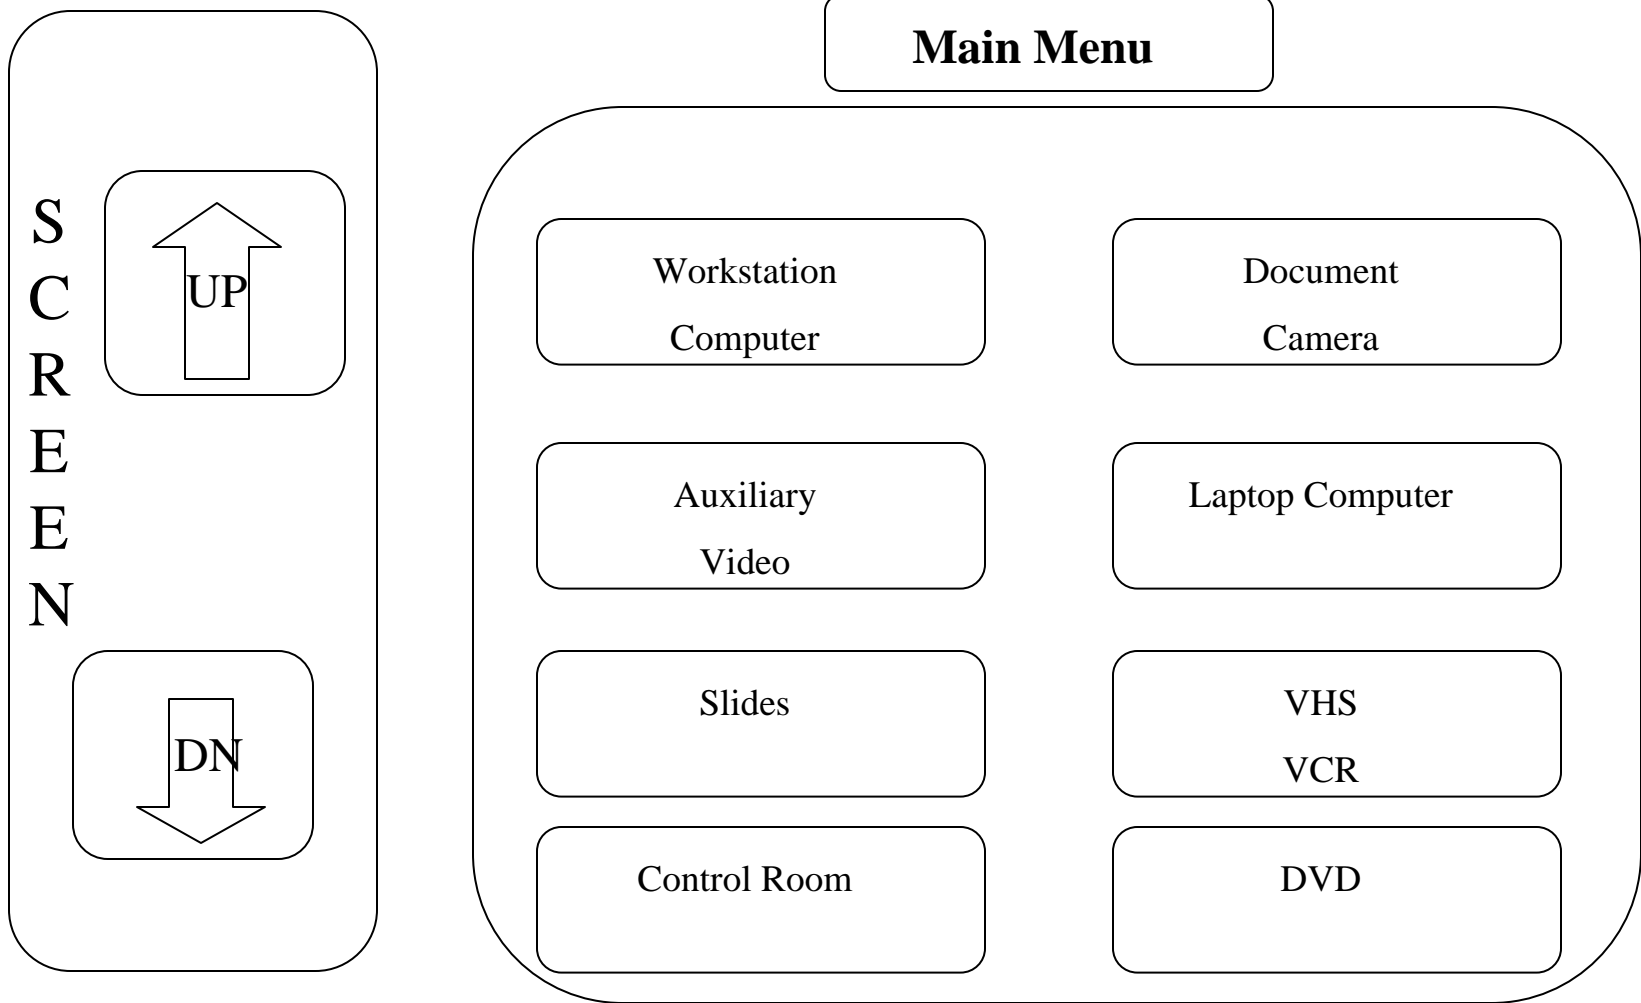 Main Menu
S
C
R
E
E
N
UP
DN
Workstation
Computer
Document
Camera
Auxiliary
Video
Laptop Computer
Slides
VHS
VCR
Control Room
DVD